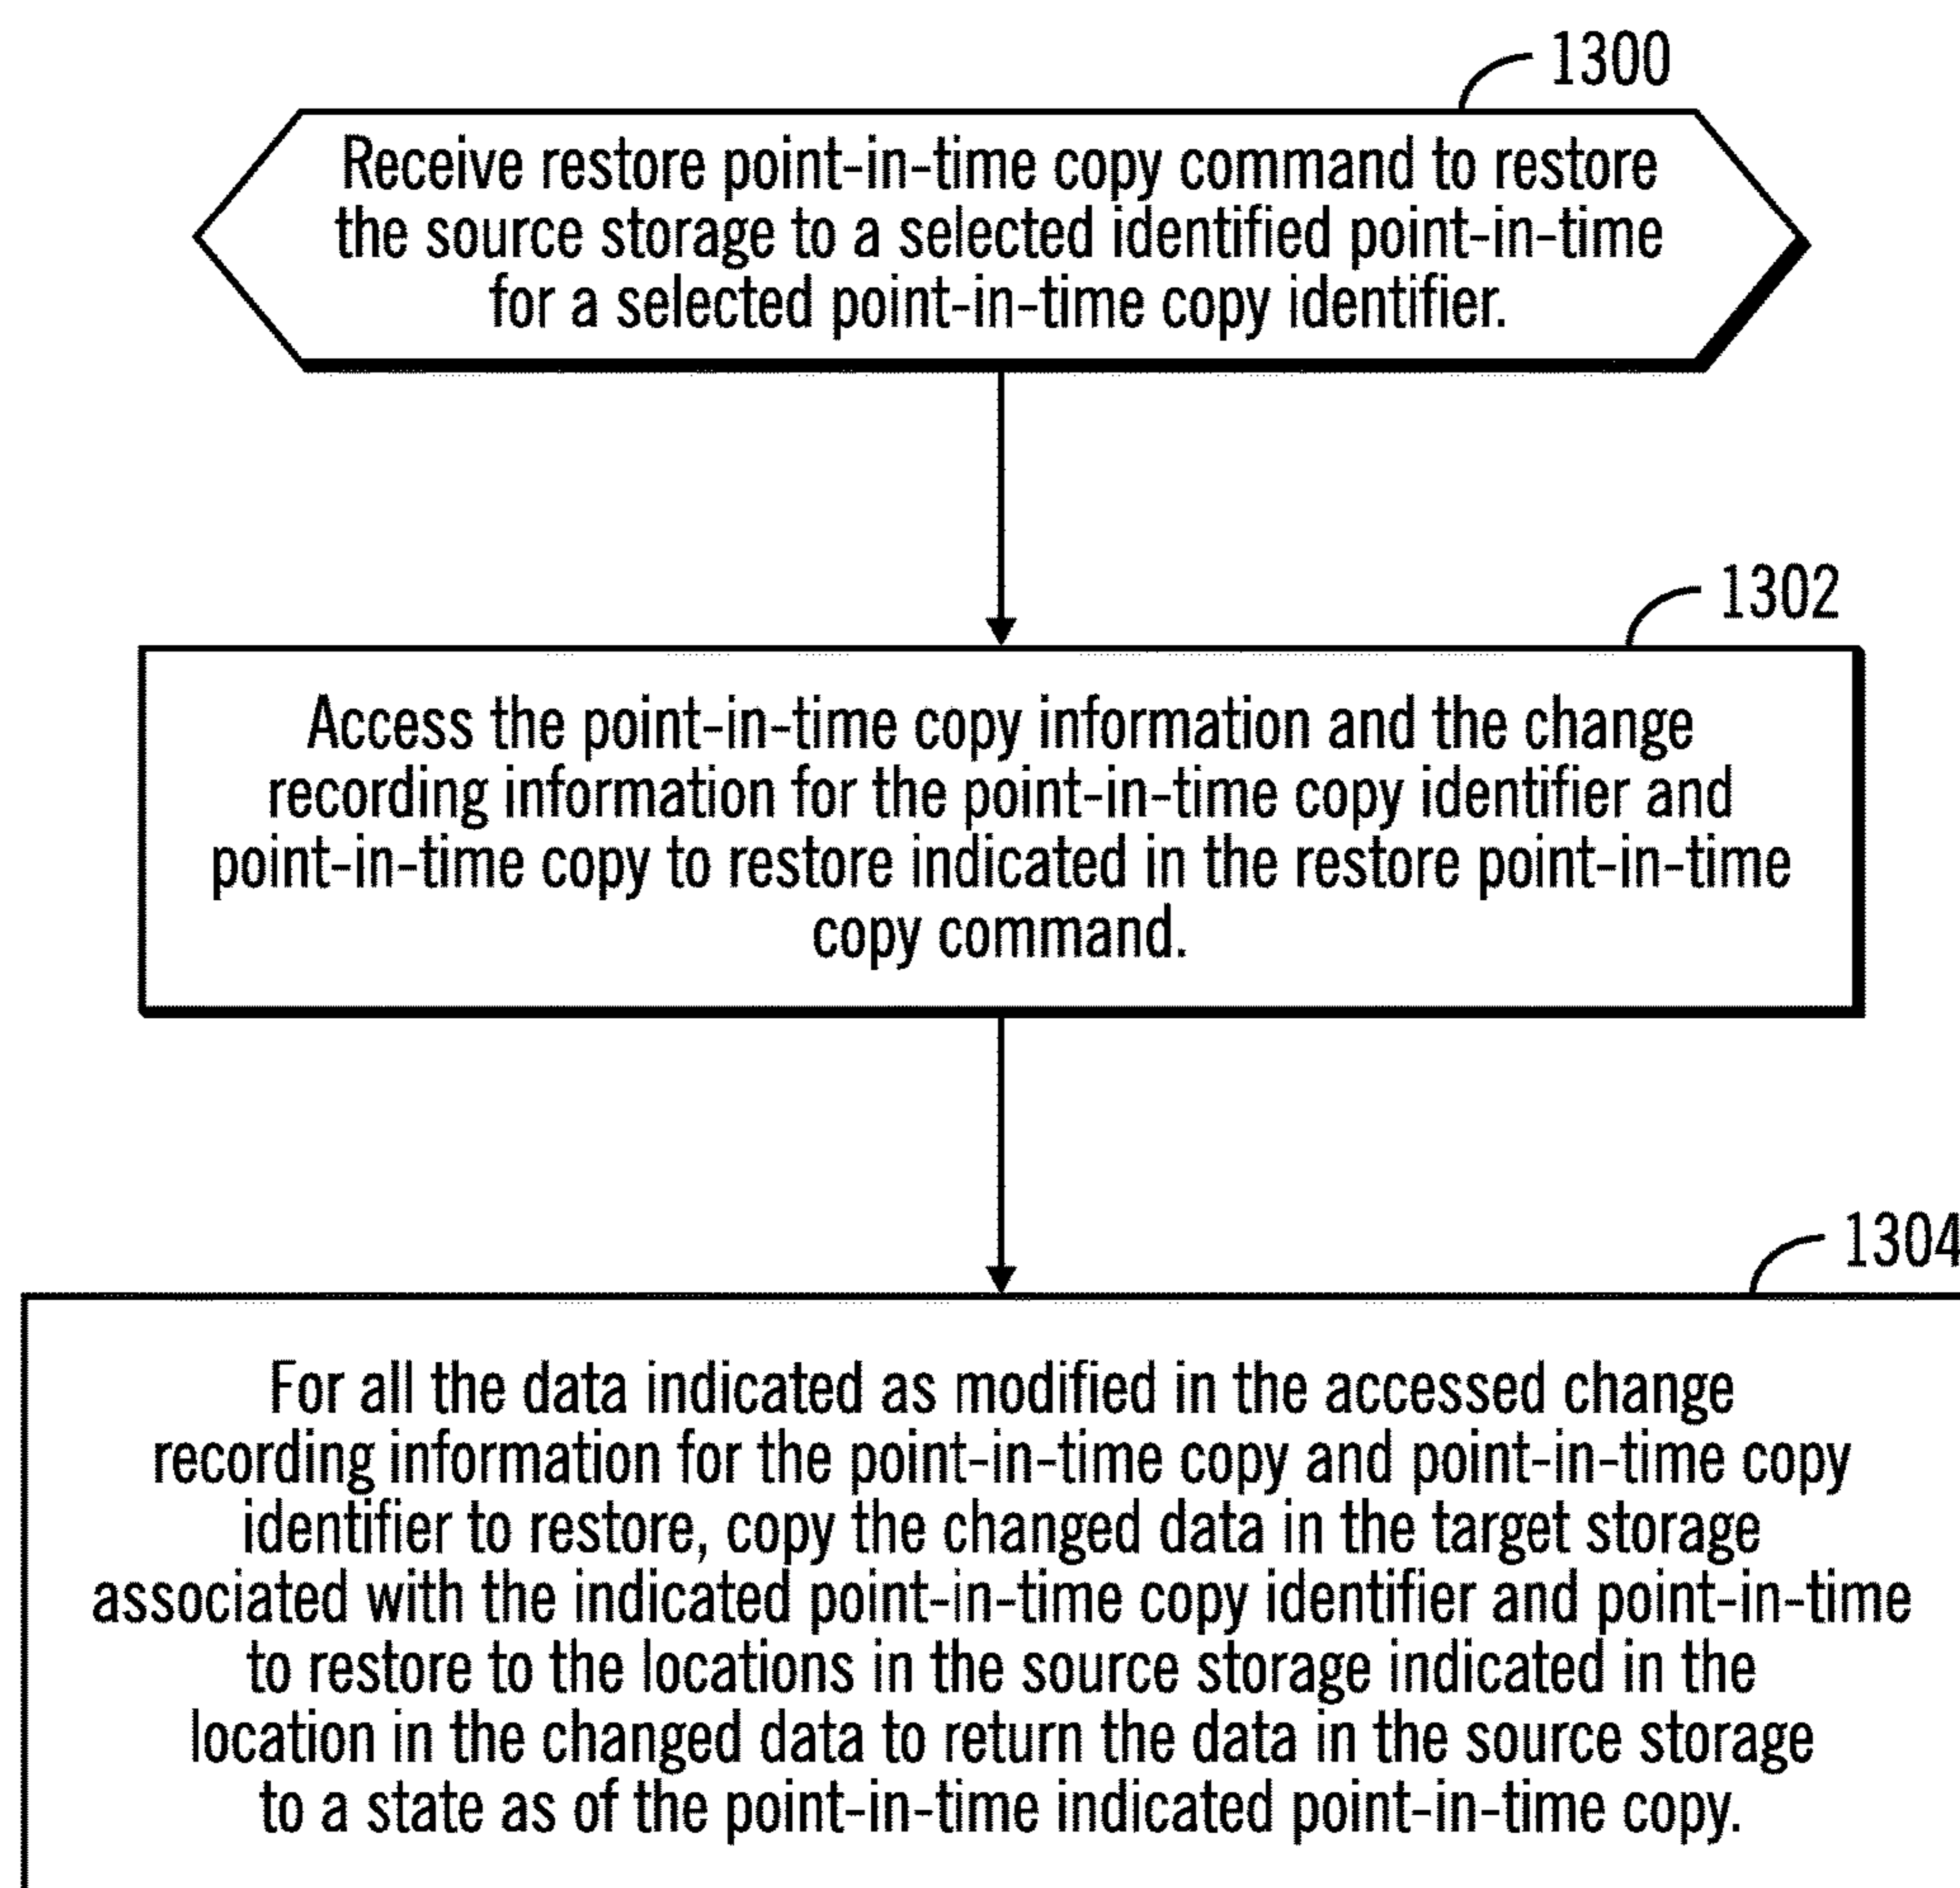 1300
Receive restore point-in-time copy command to restore
the source storage to a selected identified point-in-time
for a selected point-in-time copy identifier.
1302
Access the point-in-time copy information and the change
recording information for the point-in-time copy identifier and
point-in-time copy to restore indicated in the restore point-in-time
copy command.
1304
For all the data indicated as modified in the accessed change
recording information for the point-in-time copy and point-in-time copy
identifier to restore, copy the changed data in the target storage
associated with the indicated point-in-time copy identifier and point-in-time
to restore to the locations in the source storage indicated in the
location in the changed data to return the data in the source storage
to a state as of the point-in-time indicated point-in-time copy.